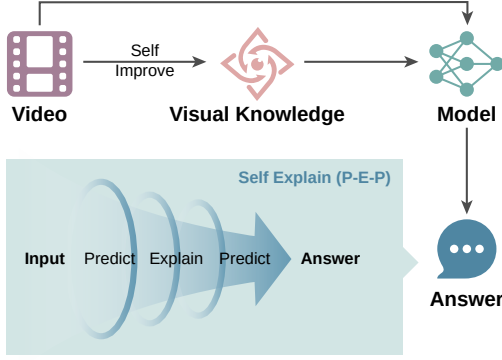 Self
Improve
Video
Visual Knowledge
Model
Self Explain (P-E-P)
Input
Predict
Explain
Predict
Answer
Answer